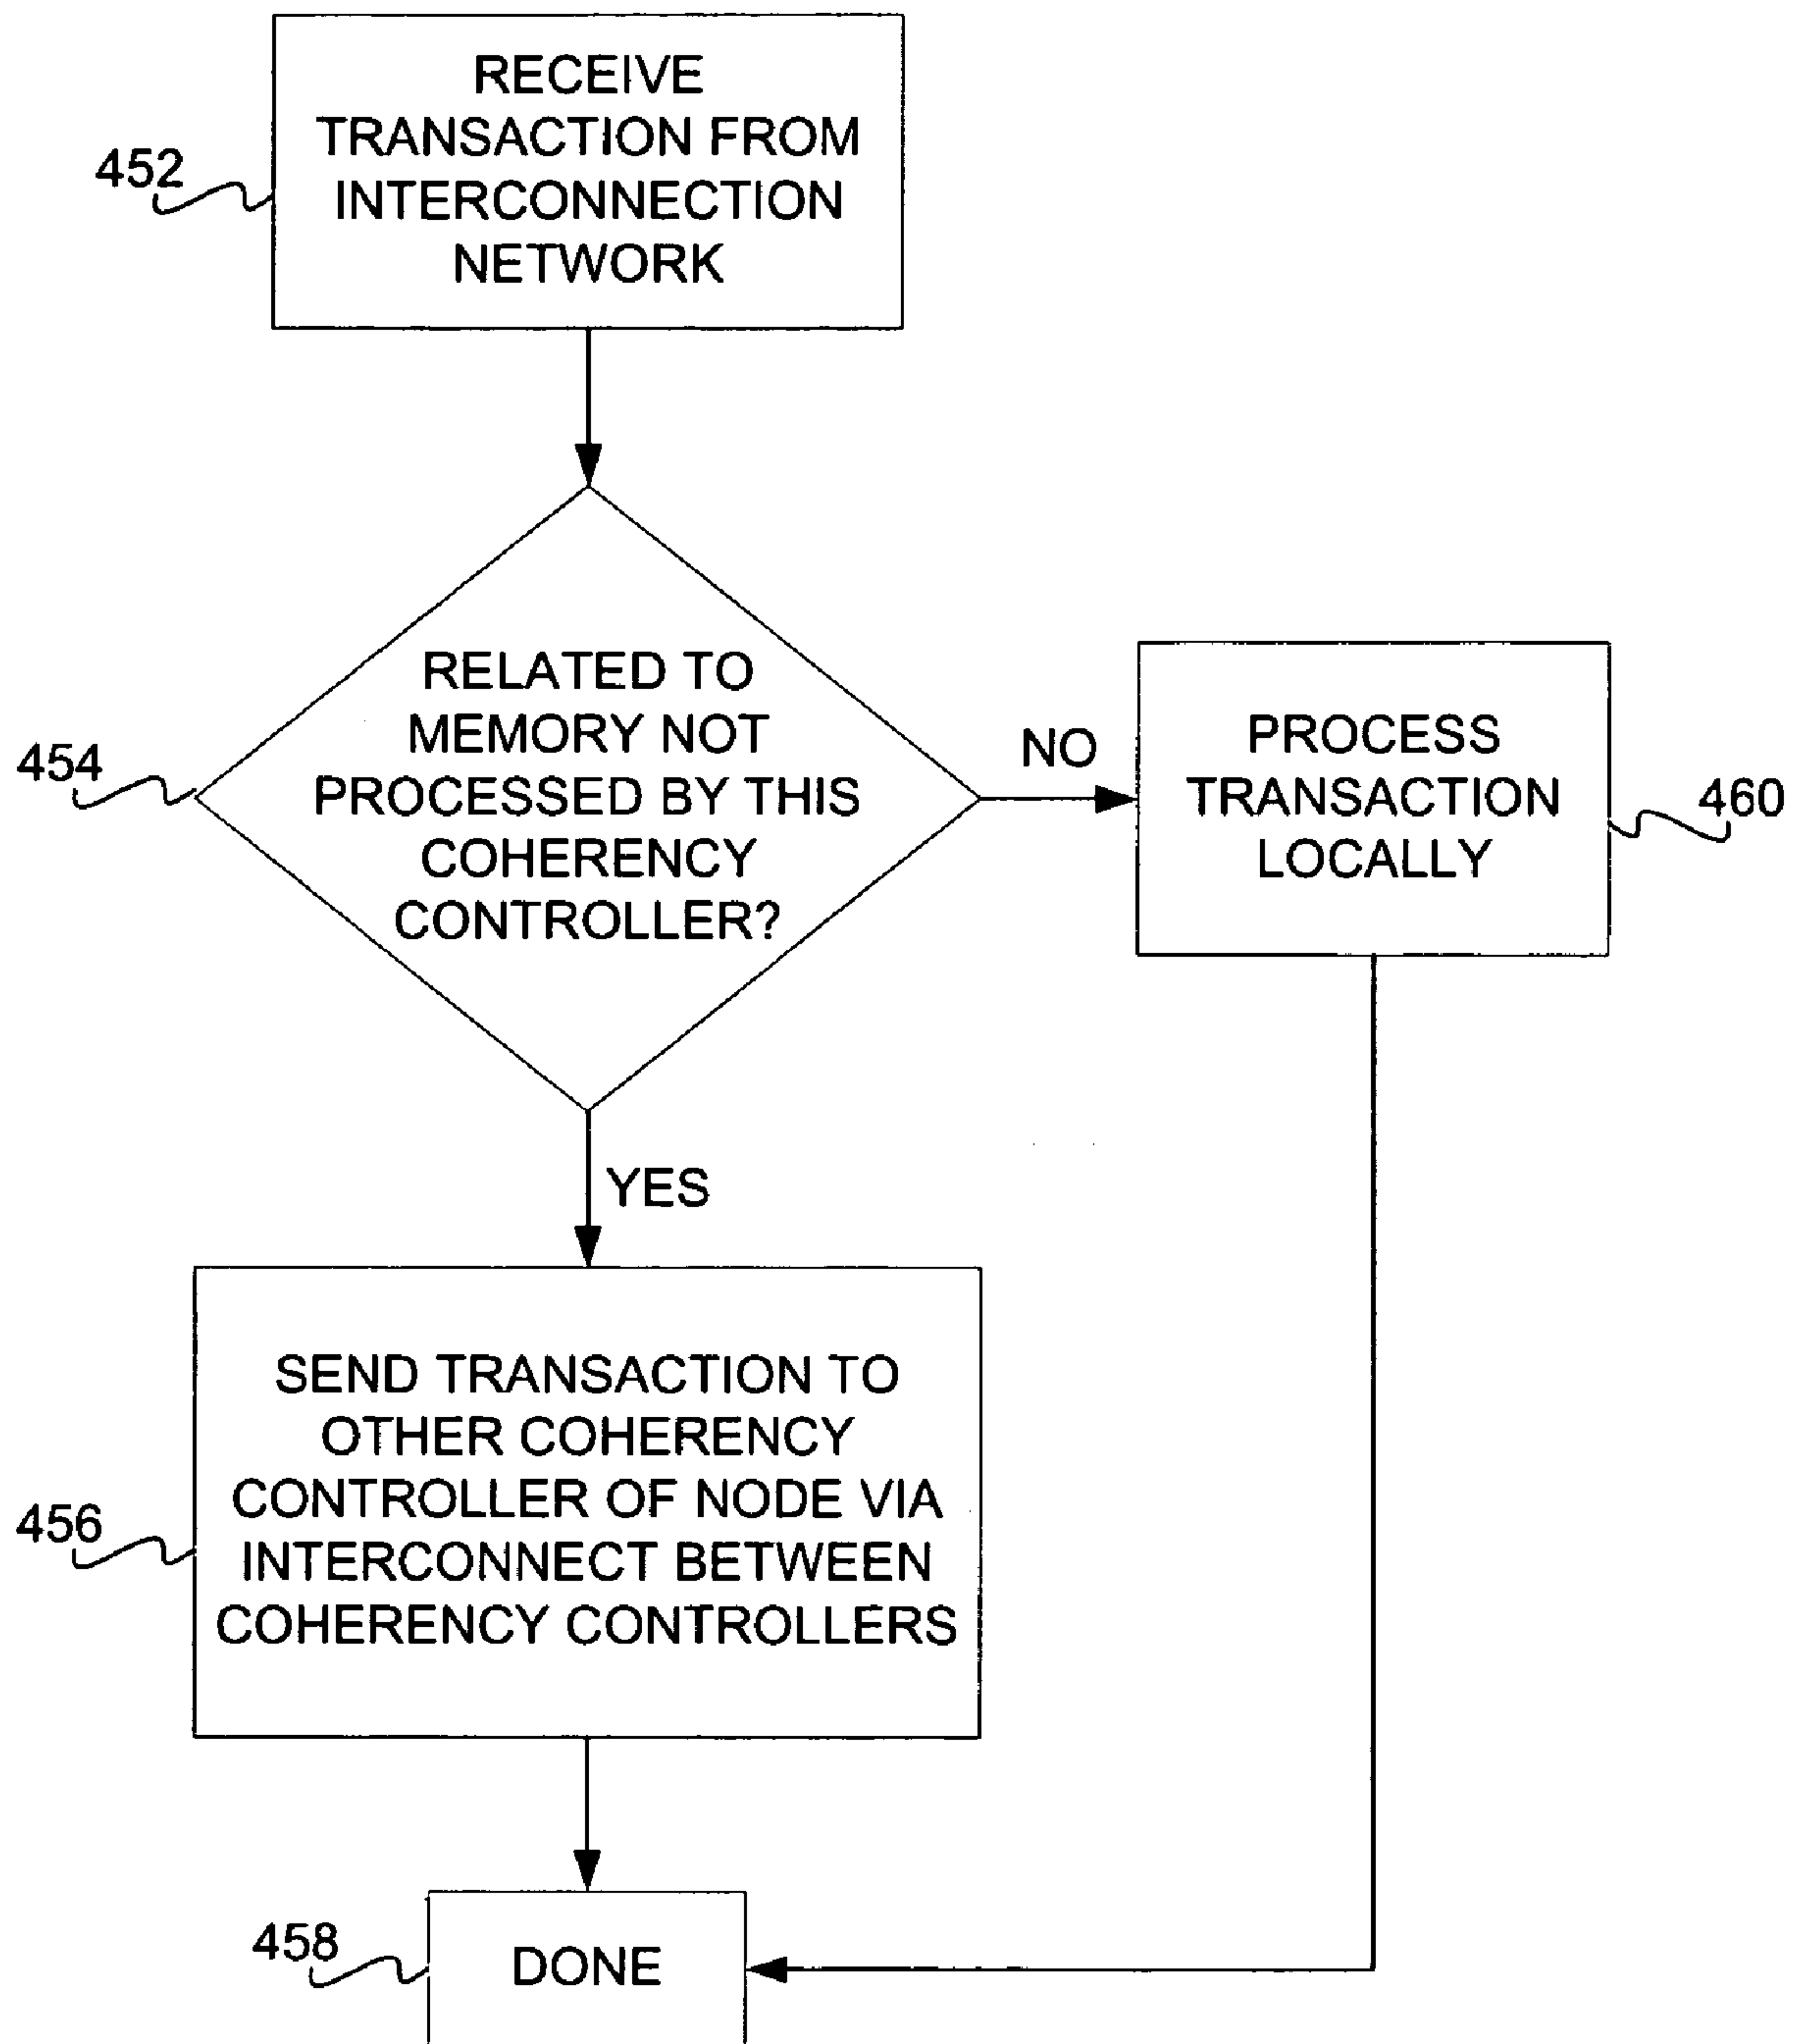 RECEIVE
TRANSACTION FROM
INTERCONNECTION
NETWORK
452
RELATED TO
MEMORY NOT
PROCESSED BY THIS
COHERENCY
CONTROLLER?
454
NO
PROCESS
TRANSACTION
LOCALLY
460
YES
SEND TRANSACTION TO
OTHER COHERENCY
CONTROLLER OF NODE VIA
INTERCONNECT BETWEEN
COHERENCY CONTROLLERS
456
458
DONE